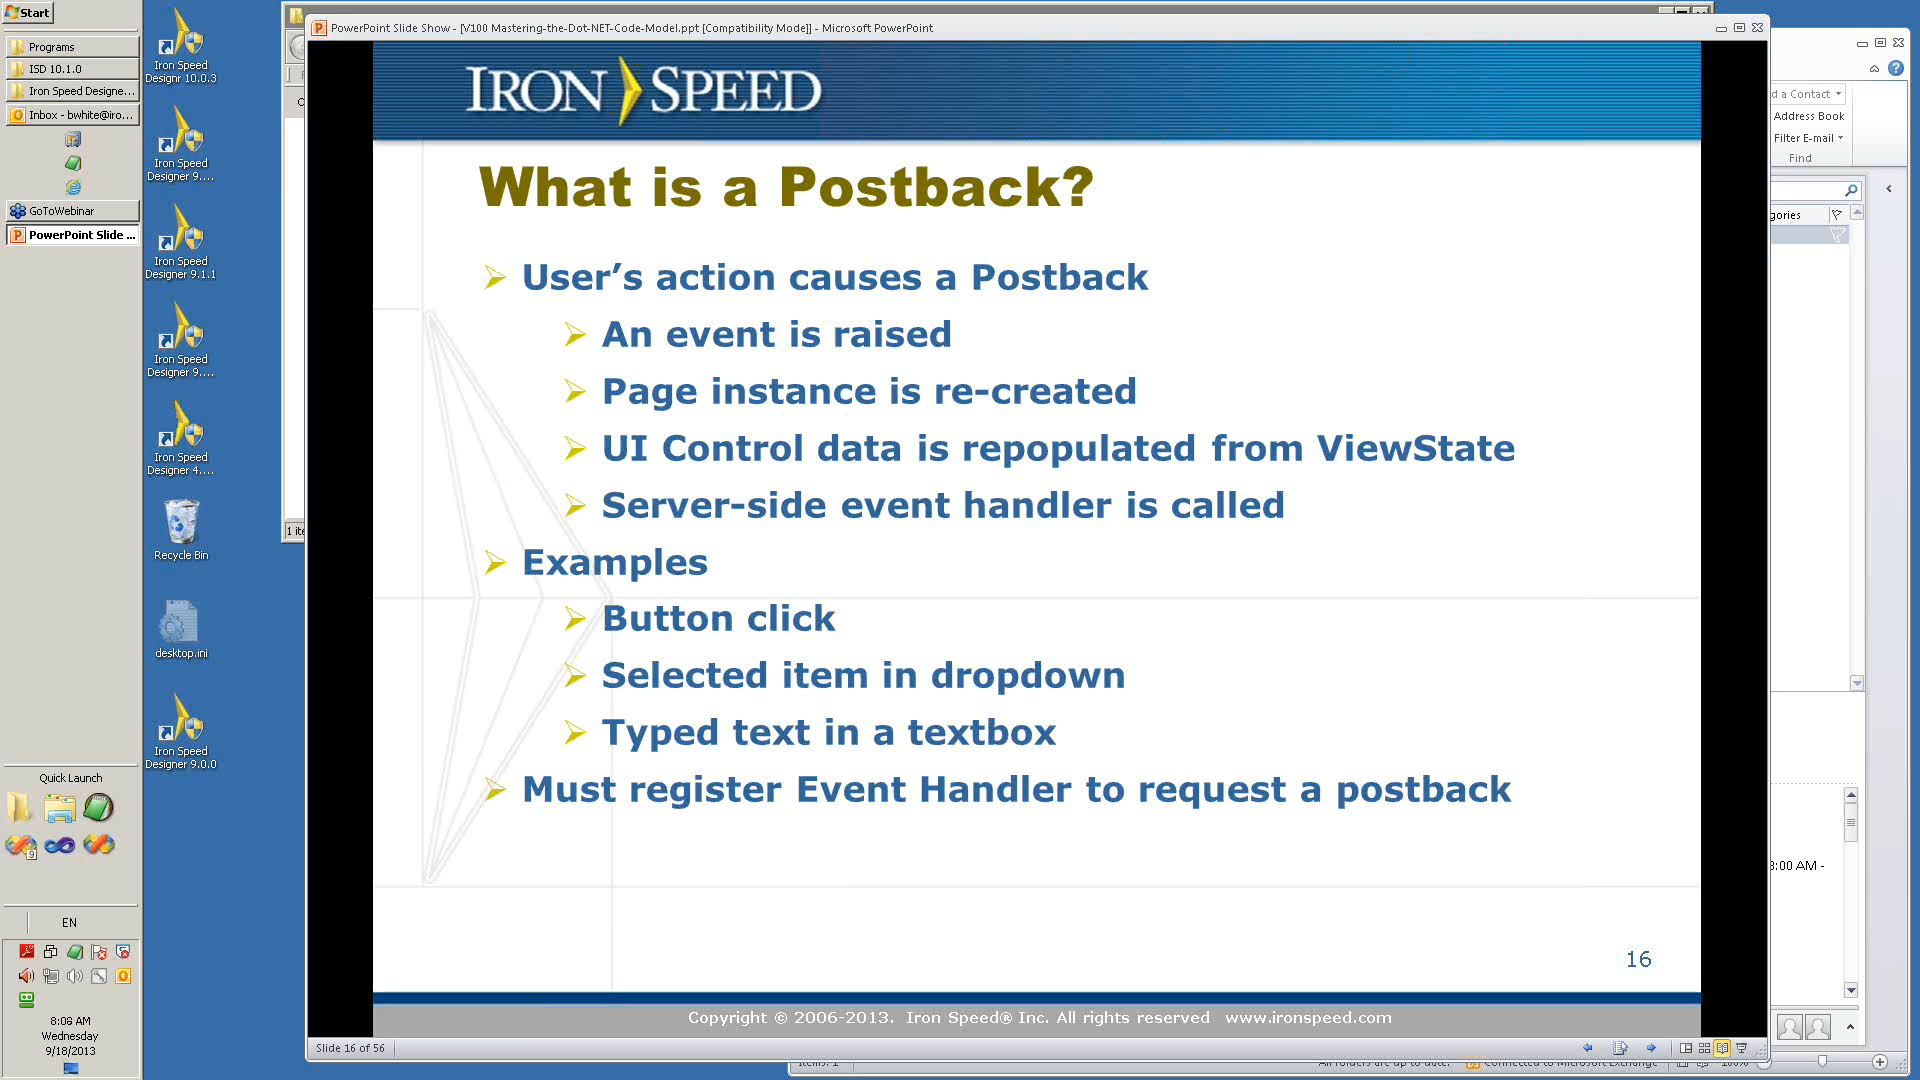 Start
Programs
ISD 10.1.0
Iron Speed Designe...
Inbox - bwhite@iro...
GoToWebinar
PowerPoint Slide ...
Iron Speed
Designr 10.0.3
Iron Speed
Designer 9....
Iron Speed
Designer 9.1.1
Iron Speed
Designer 9....
Iron Speed
Designer 4....
Recycle Bin
desktop.ini
Iron Speed
Designer 9.0.0
Quick Launch
9
EN
8:06 AM
Wednesday
9/18/2013
PowerPoint Slide Show - [V100 Mastering-the-Dot-NET-Code-Model.ppt [Compatibility Mode]] - Microsoft PowerPoint
IRON SPEED
What is a Postback?
User’s action causes a Postback
An event is raised
Page instance is re-created
UI Control data is repopulated from ViewState
Server-side event handler is called
Examples
Button click
Selected item in dropdown
Typed text in a textbox
Must register Event Handler to request a postback
16
Copyright © 2006-2013. Iron Speed® Inc. All rights reserved www.ironspeed.com
Slide 16 of 56
d a Contact
Address Book
Filter E-mail
Find
gories
8:00 AM -